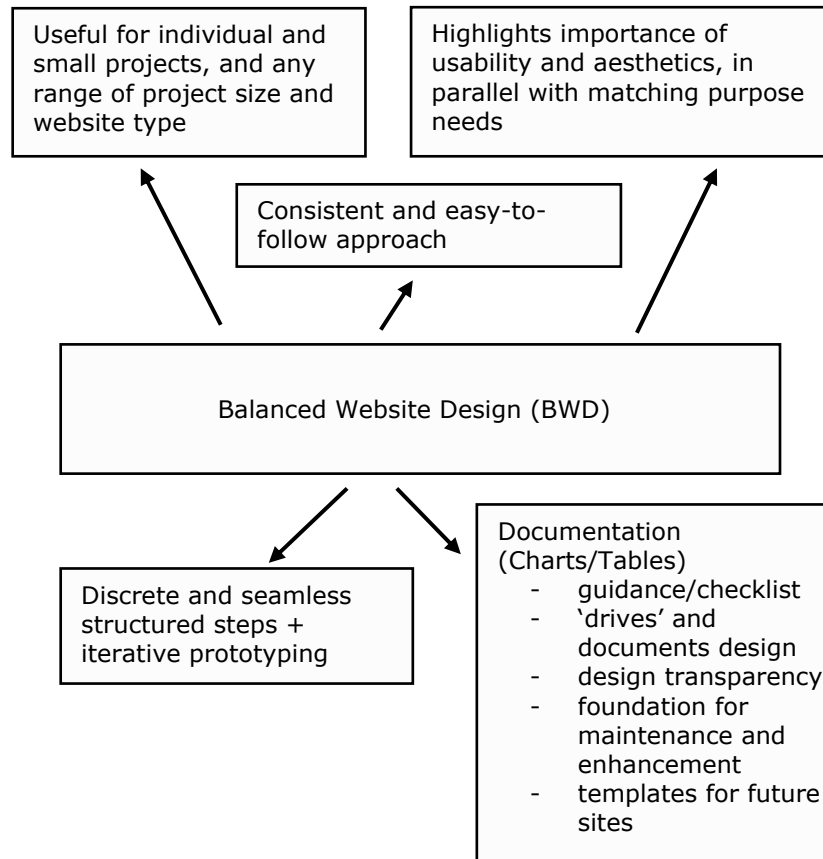 Useful for individual and
small projects, and any
range of project size and
website type
Highlights importance of
usability and aesthetics, in
parallel with matching purpose
needs
Consistent and easy-to-
follow approach
Balanced Website Design (BWD)
Discrete and seamless
structured steps +
iterative prototyping
Documentation
(Charts/Tables)
- guidance/checklist
- ‘drives’ and
documents design
- design transparency
- foundation for
maintenance and
enhancement
- templates for future
sites